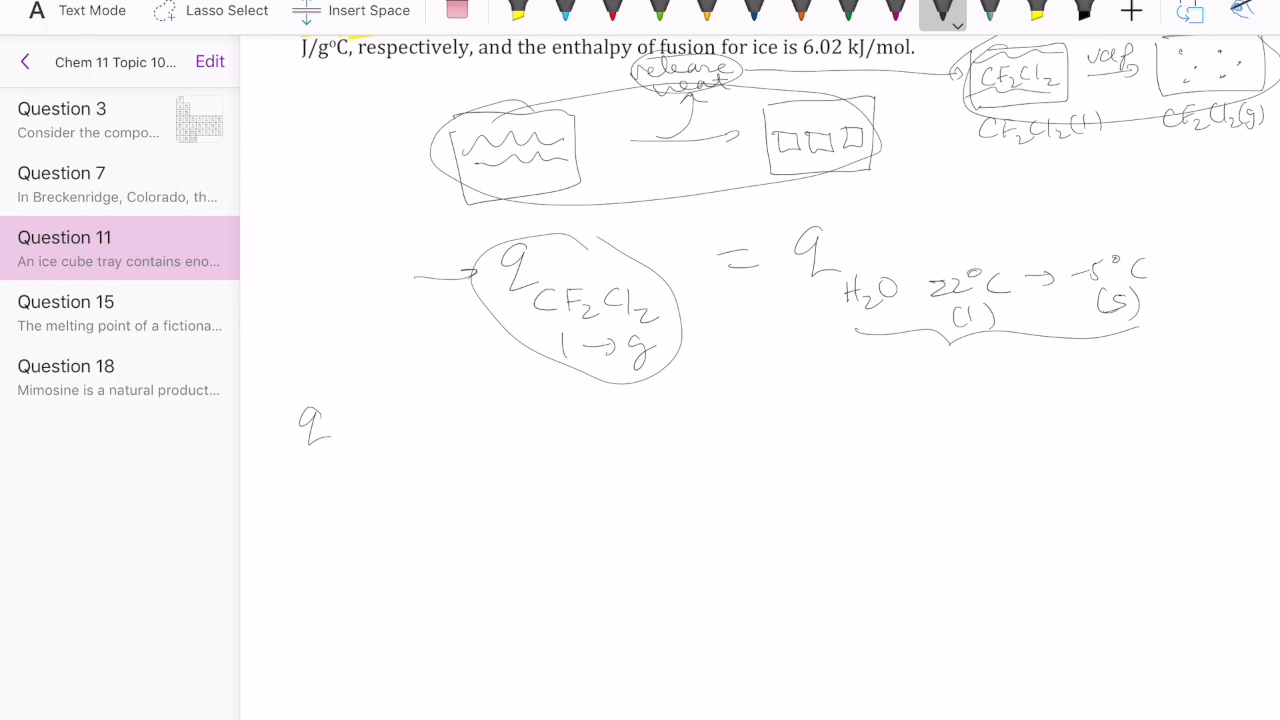 A Text Mode Lasso Select Insert Space
Chem 11 Topic 10... Edit
Question 3
Consider the compo...
Question 7
In Breckenridge, Colorado, th...
Question 11
An ice cube tray contains eno...
Question 15
The melting point of a fictiona...
Question 18
Mimosine is a natural product...
J/g°C, respectively, and the enthalpy of fusion for ice is 6.02 kJ/mol.
release
heat
CF₂Cl₂ vap
CF₂Cl₂(l) CF₂Cl₂(g)
q = q
CF₂Cl₂ H₂O 22°C → -5°C
l → g (l) (s)
q